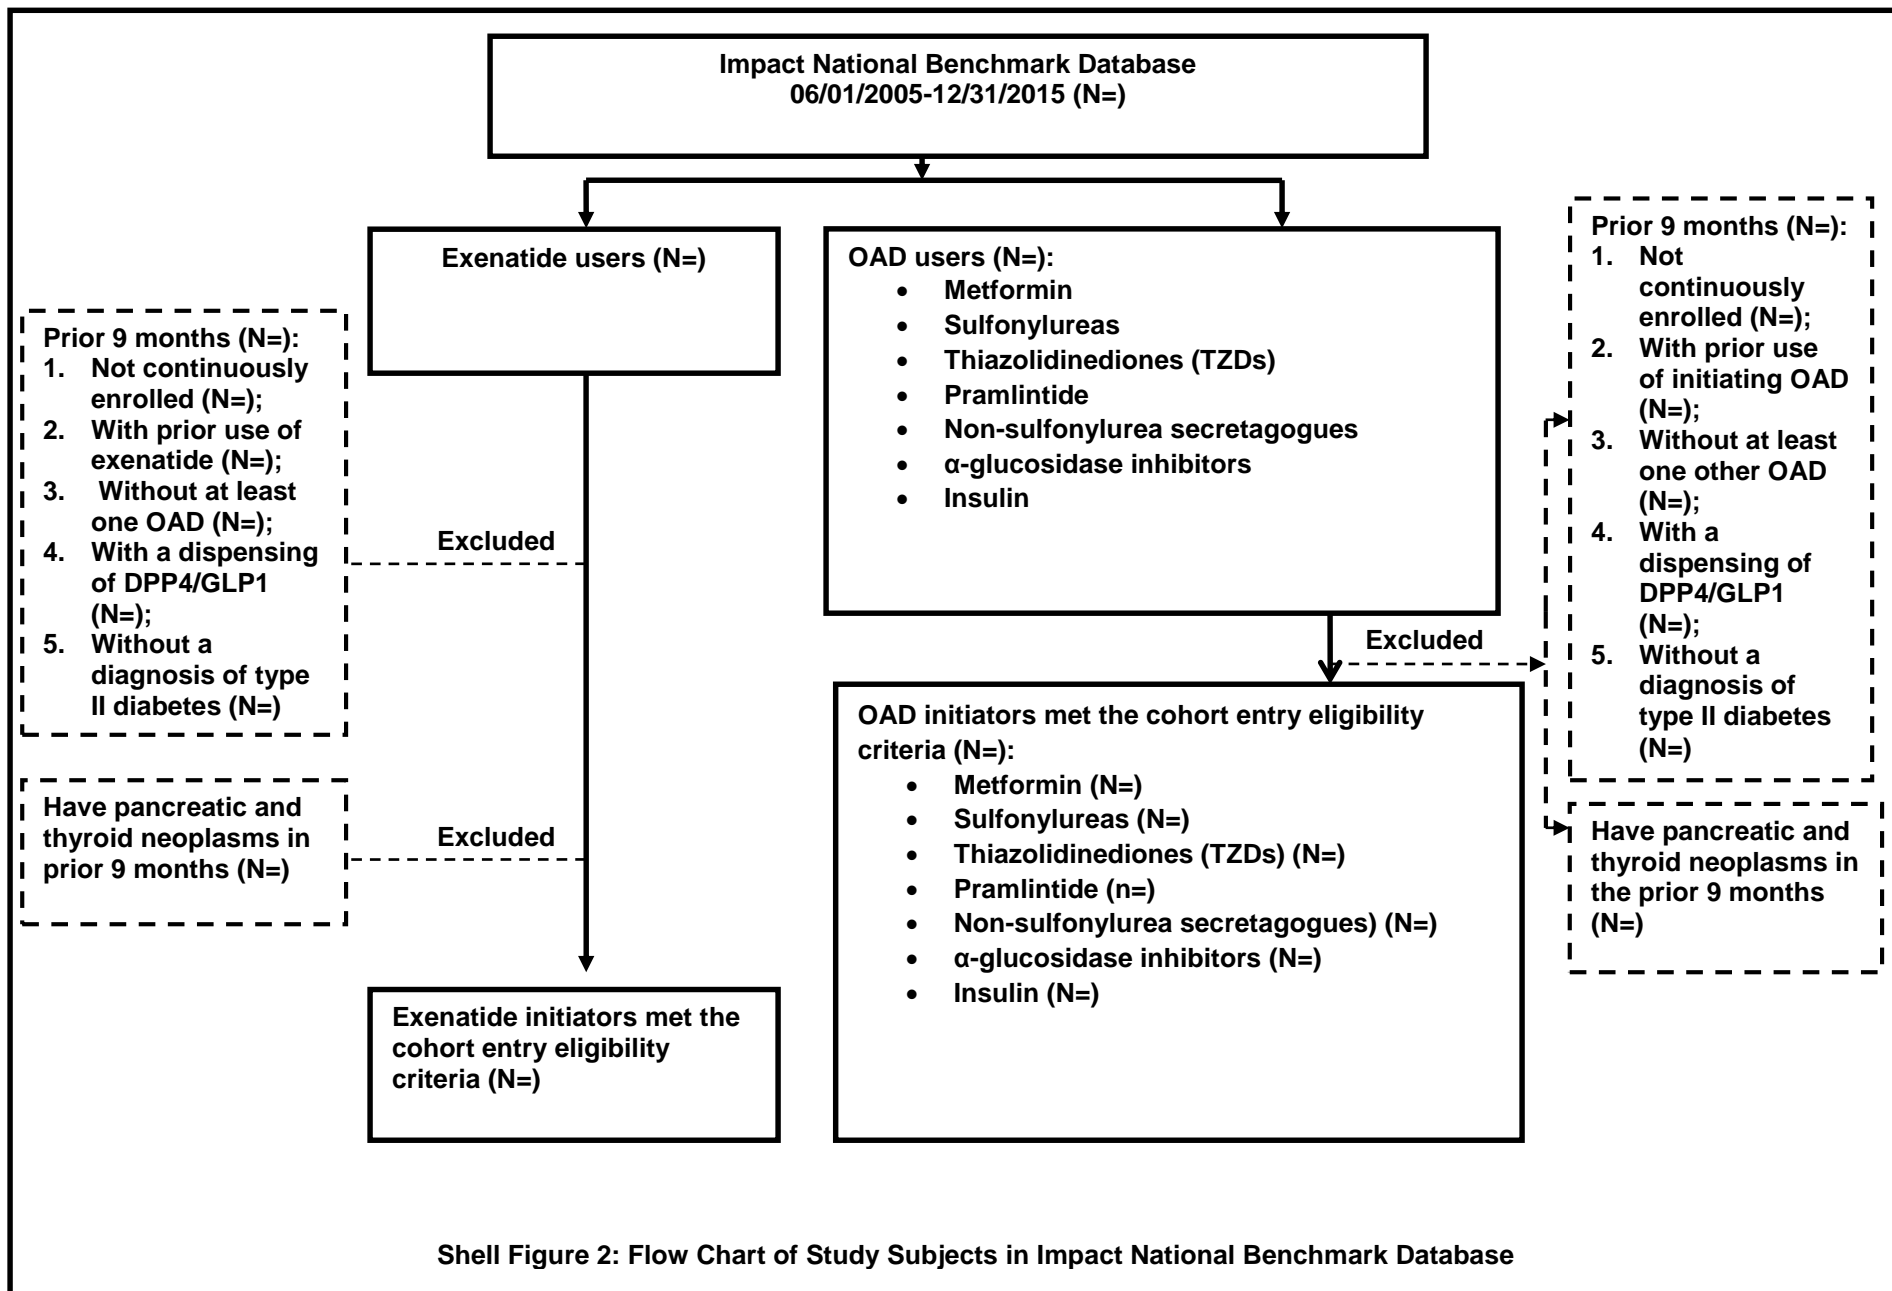 Impact National Benchmark Database
06/01/2005-12/31/2015 (N=)
Exenatide users (N=)
OAD users (N=):
• Metformin
• Sulfonylureas
• Thiazolidinediones (TZDs)
• Pramlintide
• Non-sulfonylurea secretagogues
• α-glucosidase inhibitors
• Insulin
Prior 9 months (N=):
1. Not continuously
enrolled (N=);
2. With prior use of
exenatide (N=);
3. Without at least
one OAD (N=);
4. With a dispensing
of DPP4/GLP1
(N=);
5. Without a
diagnosis of type
II diabetes (N=)
Excluded
Have pancreatic and
thyroid neoplasms in
prior 9 months (N=)
Excluded
Exenatide initiators met the
cohort entry eligibility
criteria (N=)
Excluded
OAD initiators met the cohort entry eligibility
criteria (N=):
• Metformin (N=)
• Sulfonylureas (N=)
• Thiazolidinediones (TZDs) (N=)
• Pramlintide (n=)
• Non-sulfonylurea secretagogues) (N=)
• α-glucosidase inhibitors (N=)
• Insulin (N=)
Prior 9 months (N=):
1. Not
continuously
enrolled (N=);
2. With prior use
of initiating OAD
(N=);
3. Without at least
one other OAD
(N=);
4. With a
dispensing of
DPP4/GLP1
(N=);
5. Without a
diagnosis of
type II diabetes
(N=)
Have pancreatic and
thyroid neoplasms in
the prior 9 months
(N=)
Shell Figure 2: Flow Chart of Study Subjects in Impact National Benchmark Database